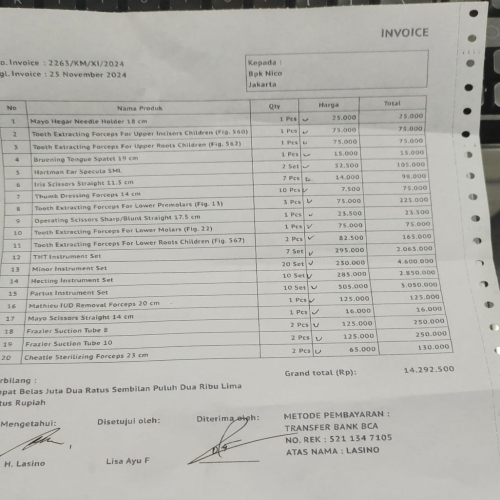 INVOICE
o. Invoice : 2263/KM/XI/2024
gl. Invoice : 25 November 2024
Kepada :
Bpk Nico
Jakarta
No Nama Produk Qty Harga Total
1 Mayo Hegar Needle Holder 18 cm 1 Pcs 25.000 25.000
2 Tooth Extracting Forceps For Upper Incisors Children (Fig. 360) 1 Pcs 75.000 75.000
3 Tooth Extracting Forceps For Upper Roots Children (Fig. 362) 1 Pcs 75.000 75.000
4 Bruening Tongue Spatel 19 cm 1 Pcs 15.000 15.000
5 Hartman Ear Specula SML 2 Set 52.500 105.000
6 Iris Scissors Straight 11.5 cm 7 Pcs 14.000 98.000
7 Thumb Dressing Forceps 14 cm 10 Pcs 7.500 75.000
8 Tooth Extracting Forceps For Lower Premolars (Fig. 13) 3 Pcs 75.000 225.000
9 Operating Scissors Sharp/Blunt Straight 17.5 cm 1 Pcs 23.500 23.500
10 Tooth Extracting Forceps For Lower Molars (Fig. 22) 1 Pcs 75.000 75.000
11 Tooth Extracting Forceps For Lower Roots Children (Fig. 367) 2 Pcs 82.500 165.000
12 THT Instrument Set 7 Set 295.000 2.065.000
13 Minor Instrument Set 20 Set 230.000 4.600.000
14 Hecting Instrument Set 10 Set 285.000 2.850.000
15 Partus Instrument Set 10 Set 505.000 5.050.000
16 Mathieu IUD Removal Forceps 20 cm 1 Pcs 125.000 125.000
17 Mayo Scissors Straight 14 cm 1 Pcs 16.000 16.000
18 Frazier Suction Tube 8 2 Pcs 125.000 250.000
19 Frazier Suction Tube 10 2 Pcs 125.000 250.000
20 Cheatle Sterilizing Forceps 23 cm 2 Pcs 65.000 130.000
Grand total (Rp): 14.292.500
erbilang :
npat Belas Juta Dua Ratus Sembilan Puluh Dua Ribu Lima
atus Rupiah
Mengetahui: Disetujui oleh: Diterima oleh:
METODE PEMBAYARAN :
TRANSFER BANK BCA
NO. REK : 521 134 7105
ATAS NAMA : LASINO
H. Lasino Lisa Ayu F